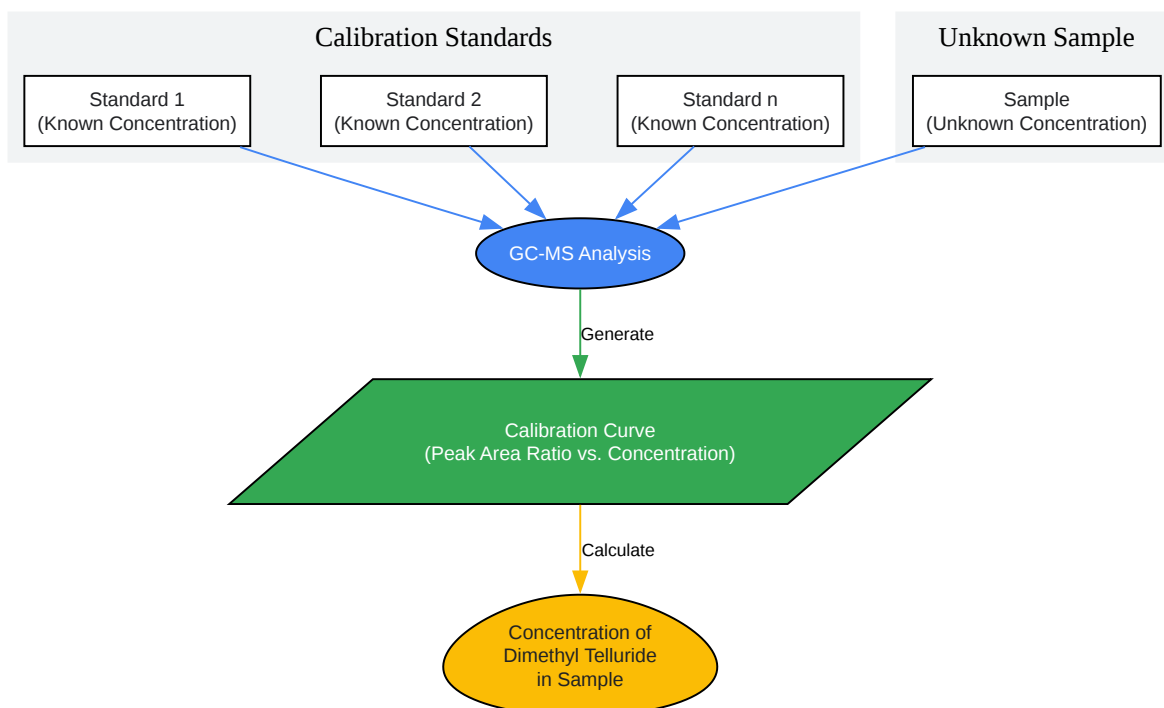 Calibration Standards
Unknown Sample
Standard 1
(Known Concentration)
Standard 2
(Known Concentration)
Standard n
(Known Concentration)
Sample
(Unknown Concentration)
GC-MS Analysis
Generate
Calibration Curve
(Peak Area Ratio vs. Concentration)
Calculate
Concentration of
Dimethyl Telluride
in Sample